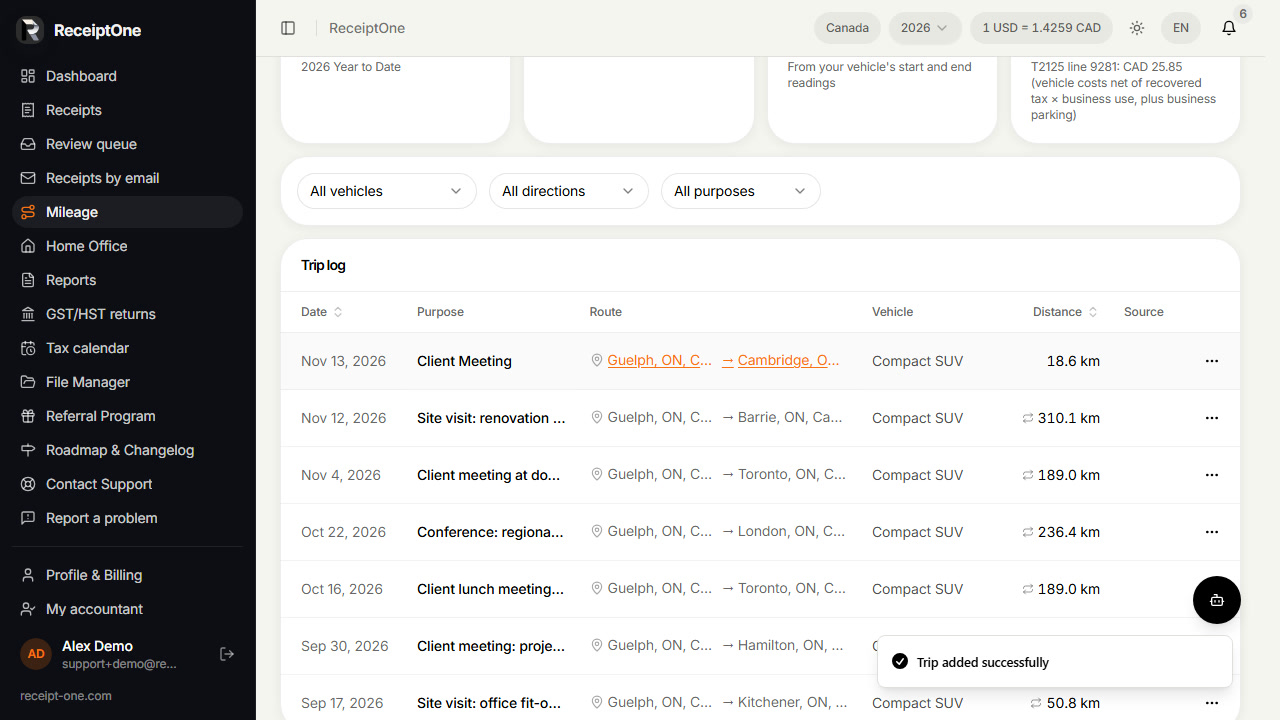 ReceiptOne
Dashboard
Receipts
Review queue
Receipts by email
Mileage
Home Office
Reports
GST/HST returns
Tax calendar
File Manager
Referral Program
Roadmap & Changelog
Contact Support
Report a problem
Profile & Billing
My accountant
AD
Alex Demo
support+demo@re...
receipt-one.com
ReceiptOne
Canada
2026
1 USD = 1.4259 CAD
EN
6
2026 Year to Date
From your vehicle's start and end
readings
T2125 line 9281: CAD 25.85
(vehicle costs net of recovered
tax × business use, plus business
parking)
All vehicles
All directions
All purposes
Trip log
Date Purpose Route Vehicle Distance Source
Nov 13, 2026 Client Meeting Guelph, ON, C... → Cambridge, O... Compact SUV 18.6 km
Nov 12, 2026 Site visit: renovation ... Guelph, ON, C... → Barrie, ON, Ca... Compact SUV 310.1 km
Nov 4, 2026 Client meeting at do... Guelph, ON, C... → Toronto, ON, C... Compact SUV 189.0 km
Oct 22, 2026 Conference: regiona... Guelph, ON, C... → London, ON, C... Compact SUV 236.4 km
Oct 16, 2026 Client lunch meeting... Guelph, ON, C... → Toronto, ON, C... Compact SUV 189.0 km
Sep 30, 2026 Client meeting: proje... Guelph, ON, C... → Hamilton, ON, ...
Trip added successfully
Sep 17, 2026 Site visit: office fit-o... Guelph, ON, C... → Kitchener, ON, ... Compact SUV 50.8 km